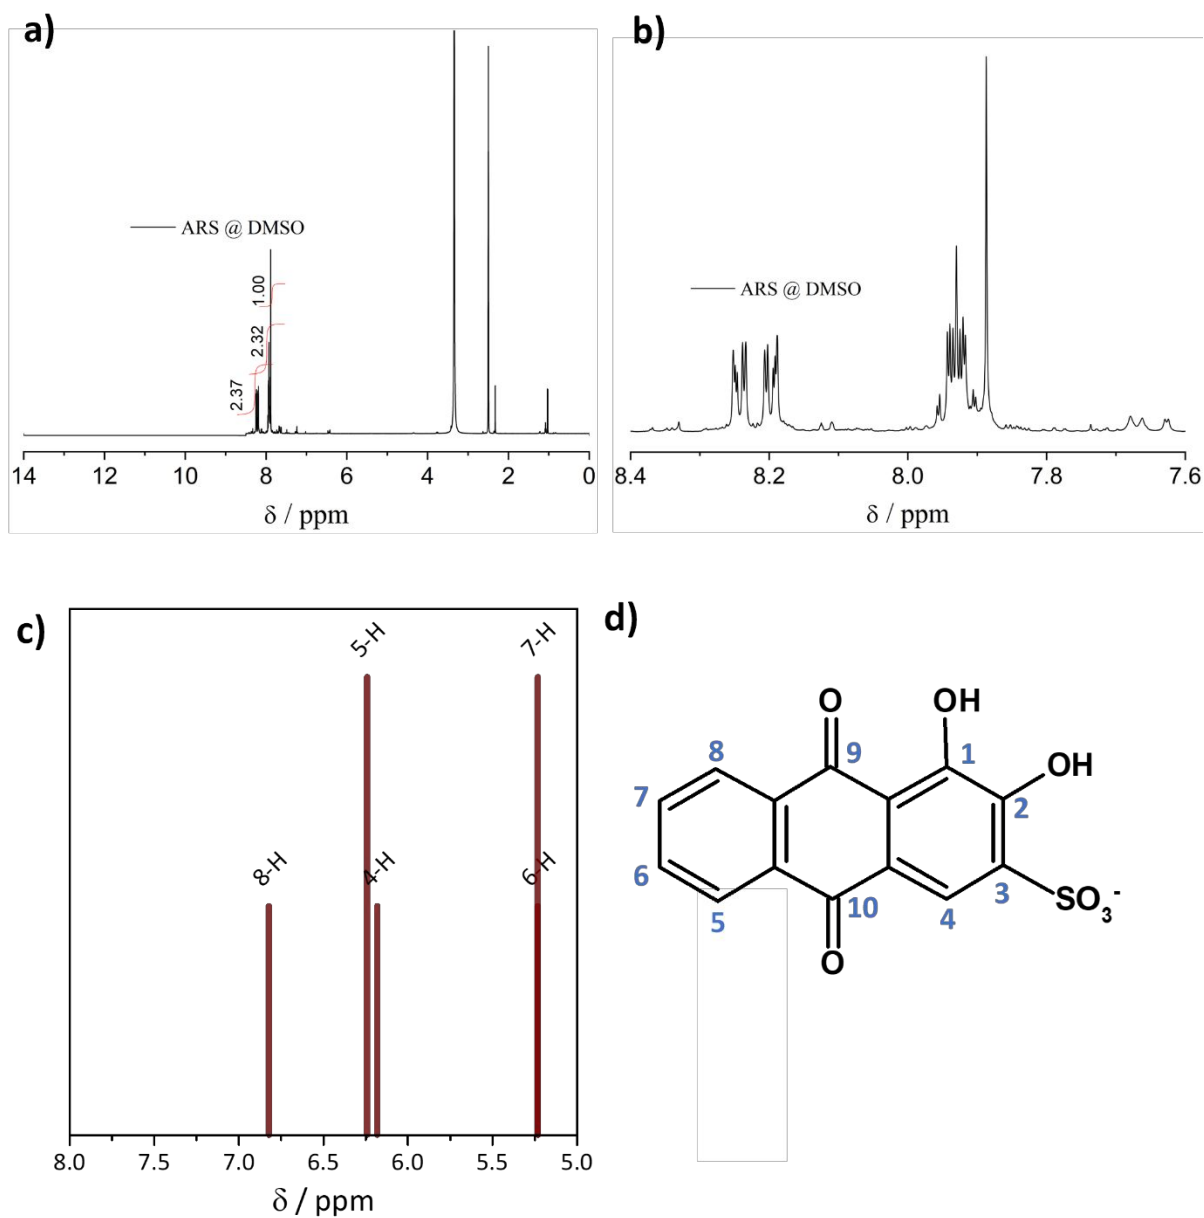 a)
ARS @ DMSO
1.00
2.32
2.37
14 12 10 8 6 4 2 0
δ / ppm
b)
ARS @ DMSO
8.4 8.2 8.0 7.8 7.6
δ / ppm
c)
5-H 7-H
8-H 4-H 6-H
8.0 7.5 7.0 6.5 6.0 5.5 5.0
δ / ppm
d)
O OH
8 9 1
OH
7 2
6 3
5 10 4 SO3-
O